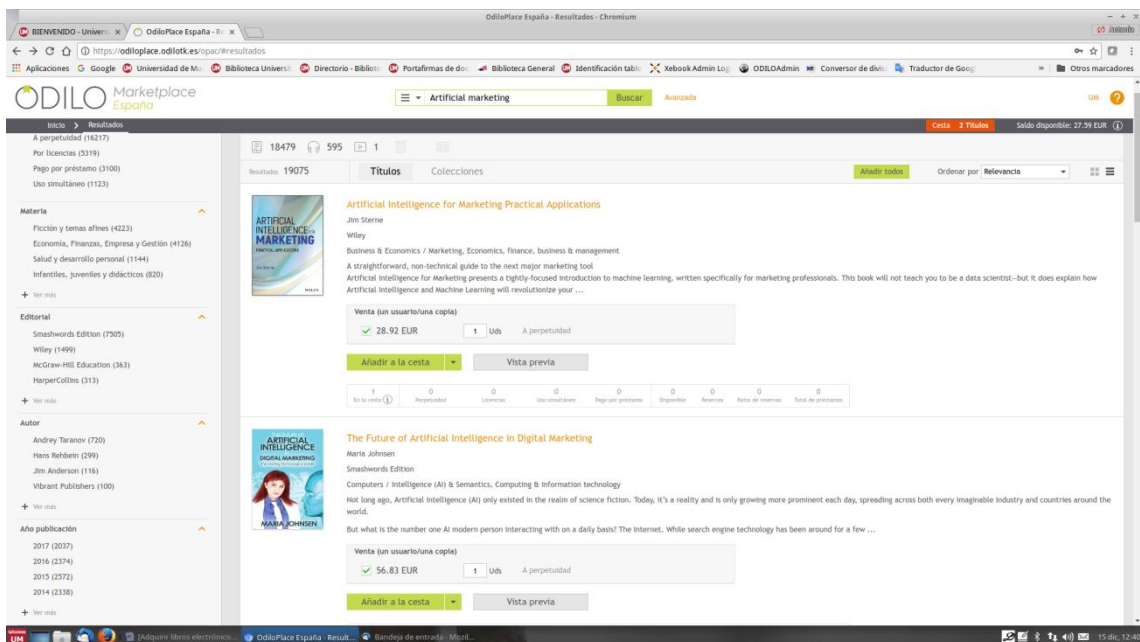 OdiloPlace España - Resultados - Chromium
BIENVENIDO - Univers
OdiloPlace España - Re
https://odiloplace.odilotk.es/opac/#resultados
Aplicaciones Google Universidad de Mu Biblioteca Universi Directorio - Bibliot Portafirmas de do Biblioteca General Identificación tabl Xebook Admin Log ODILOAdmin Conversor de divi Traductor de Goog » Otros marcadores
ODILO Marketplace España
Artificial marketing
Buscar
Avanzada
UM
Inicio > Resultados
Cesta 2 Títulos
Saldo disponible: 27.59 EUR
A perpetuidad (16217)
Por licencias (5319)
Pago por préstamo (3100)
Uso simultáneo (1123)
Materia
Ficción y temas afines (4223)
Economía, Finanzas, Empresa y Gestión (4126)
Salud y desarrollo personal (1144)
Infantiles, juveniles y didácticos (820)
+ Ver más
Editorial
Smashwords Edition (7505)
Wiley (1499)
McGraw-Hill Education (363)
HarperCollins (313)
+ Ver más
Autor
Andrey Taranov (720)
Hans Rehbein (299)
Jim Anderson (116)
Vibrant Publishers (100)
+ Ver más
Año publicación
2017 (2037)
2016 (2374)
2015 (2572)
2014 (2338)
+ Ver más
18479 595 1
Resultados 19075
Títulos
Colecciones
Añadir todos
Ordenar por Relevancia
ARTIFICIAL
INTELLIGENCE
MARKETING
WILEY
Artificial Intelligence for Marketing Practical Applications
Jim Sterne
Wiley
Business & Economics / Marketing, Economics, finance, business & management
A straightforward, non-technical guide to the next major marketing tool
Artificial Intelligence for Marketing presents a tightly-focused introduction to machine learning, written specifically for marketing professionals. This book will not teach you to be a data scientist—but it does explain how
Artificial Intelligence and Machine Learning will revolutionize your ...
Venta (un usuario/una copia)
28.92 EUR 1 Uds A perpetuidad
Añadir a la cesta
Vista previa
1 0 0 0 0 0 0 0 0
En la cesta Perpetuidad Licencias Uso simultáneo Pago por préstamo Disponible Reservas Ratio de reservas Total de préstamos
ARTIFICIAL
INTELLIGENCE
DIGITAL MARKETING
MARIA JOHNSEN
The Future of Artificial Intelligence in Digital Marketing
Maria Johnsen
Smashwords Edition
Computers / Intelligence (AI) & Semantics, Computing & information technology
Not long ago, Artificial Intelligence (AI) only existed in the realm of science fiction. Today, it's a reality and is only growing more prominent each day, spreading across both every imaginable industry and countries around the
world.
But what is the number one AI modern person interacting with on a daily basis? The internet. While search engine technology has been around for a few ...
Venta (un usuario/una copia)
56.83 EUR 1 Uds A perpetuidad
Añadir a la cesta
Vista previa
UM
[Adquirir libros electrónico...
OdiloPlace España - Result...
Bandeja de entrada - Mozil...
15 dic, 12:40